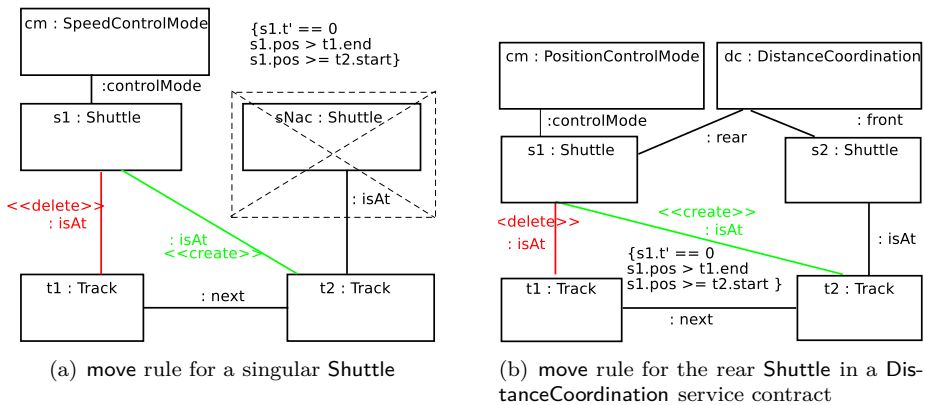 cm : SpeedControlMode
{s1.t' == 0
s1.pos > t1.end
s1.pos >= t2.start}
:controlMode
s1 : Shuttle
sNac : Shuttle
<<delete>>
: isAt
: isAt
<<create>>
: isAt
t1 : Track
: next
t2 : Track
(a) move rule for a singular Shuttle
cm : PositionControlMode
dc : DistanceCoordination
:controlMode
: rear
: front
s1 : Shuttle
s2 : Shuttle
<delete>>
: isAt
<<create>>
: isAt
: isAt
{s1.t' == 0
s1.pos > t1.end
s1.pos >= t2.start }
t1 : Track
: next
t2 : Track
(b) move rule for the rear Shuttle in a Dis-
tanceCoordination service contract